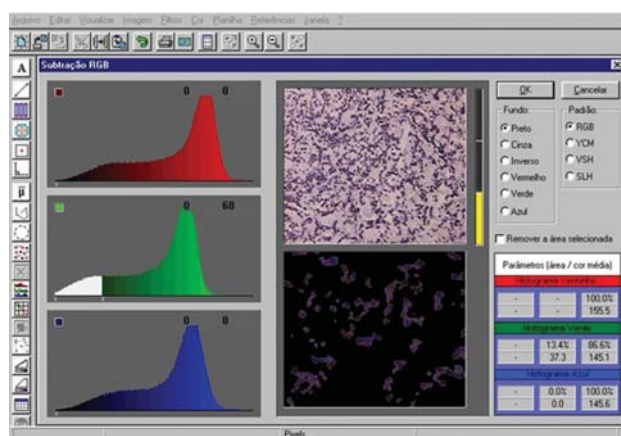 Arquivo Editar Visualizar Imagem Filtros Cor Planilha Referências Janela ?
Subtração RGB
A
0 0
0 60
0 0
OK Cancelar
Fundo: Padrão:
Preto RGB
Cinza YCM
Inverso VSH
Vermelho SLH
Verde
Azul
Remover a área selecionada
Parâmetros (área / cor média)
Histograma Vermelho
- - 100.0%
- - 155.5
Histograma Verde
- 13.4% 86.6%
- 37.3 145.1
Histograma Azul
- 0.0% 100.0%
- 0.0 145.6
Pixels